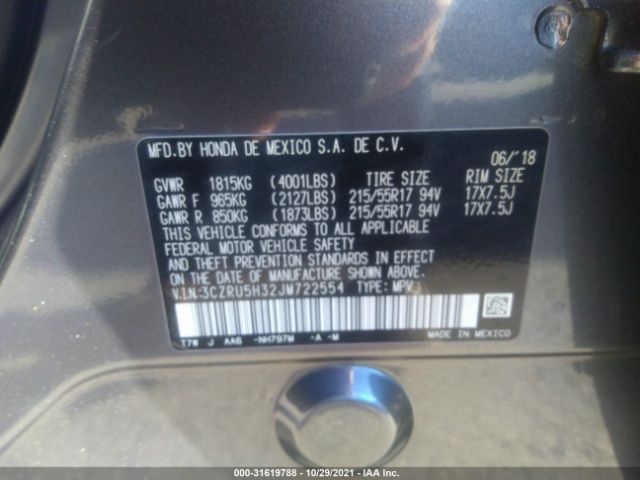 MFD.BY HONDA DE MEXICO S.A. DE C.V.
06/'18
GVWR 1815KG (4001LBS) TIRE SIZE RIM SIZE
GAWR F 965KG (2127LBS) 215/55R17 94V 17X7.5J
GAWR R 850KG (1873LBS) 215/55R17 94V 17X7.5J
THIS VEHICLE CONFORMS TO ALL APPLICABLE
FEDERAL MOTOR VEHICLE SAFETY
AND THEFT PREVENTION STANDARDS IN EFFECT
ON THE DATE OF MANUFACTURE SHOWN ABOVE.
V.I.N:3CZRU5H32JM722554 TYPE: MPV
T7W J AA6 -NH797M -A -M MADE IN MEXICO
000-31619788 - 10/29/2021 - IAA Inc.